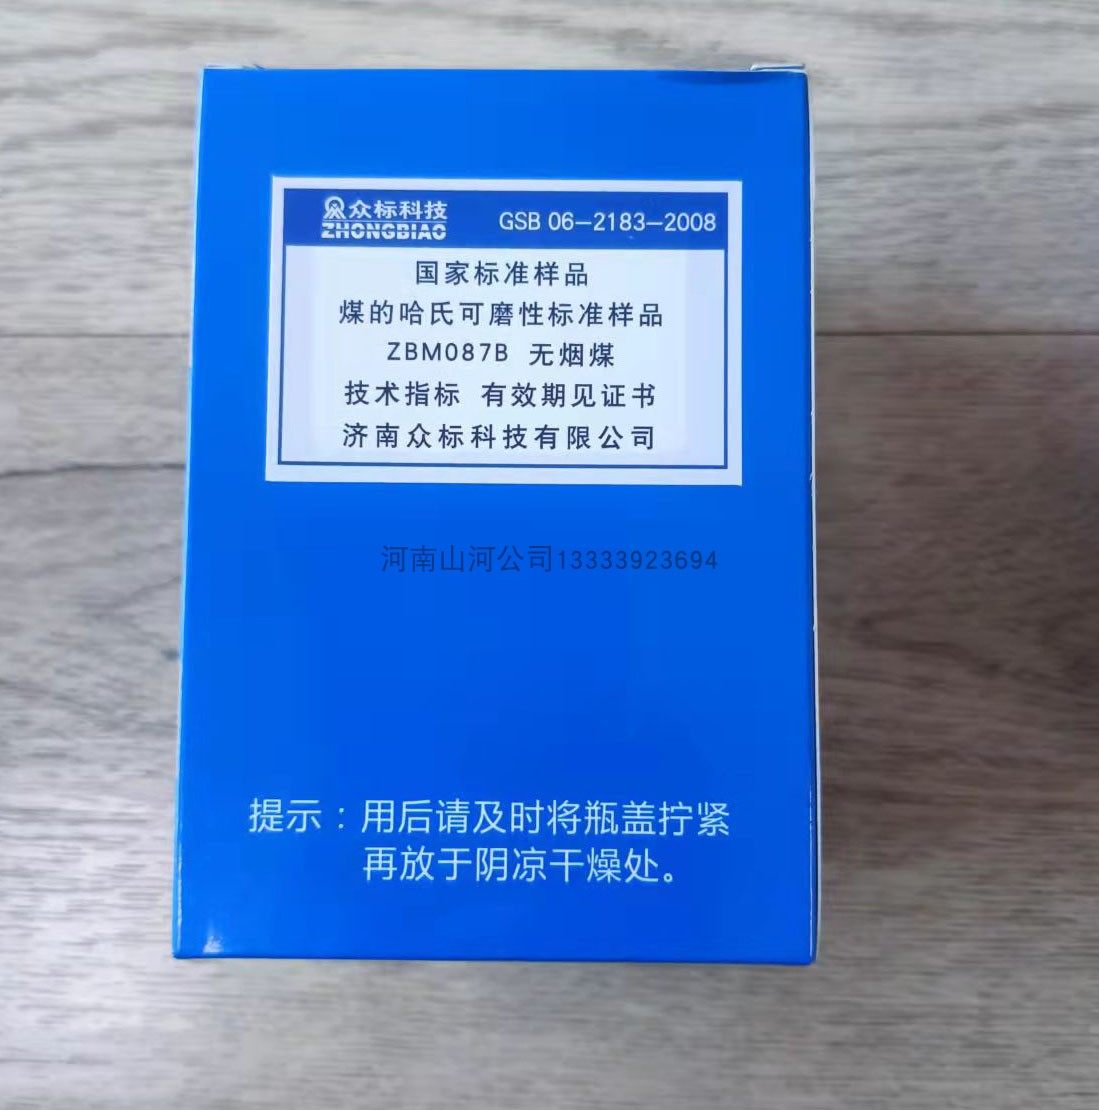 众标科技
ZHONGBIAO
GSB 06-2183-2008
国家标准样品
煤的哈氏可磨性标准样品
ZBM087B 无烟煤
技术指标 有效期见证书
济南众标科技有限公司
河南山河公司13333923694
提示：用后请及时将瓶盖拧紧
再放于阴凉干燥处。